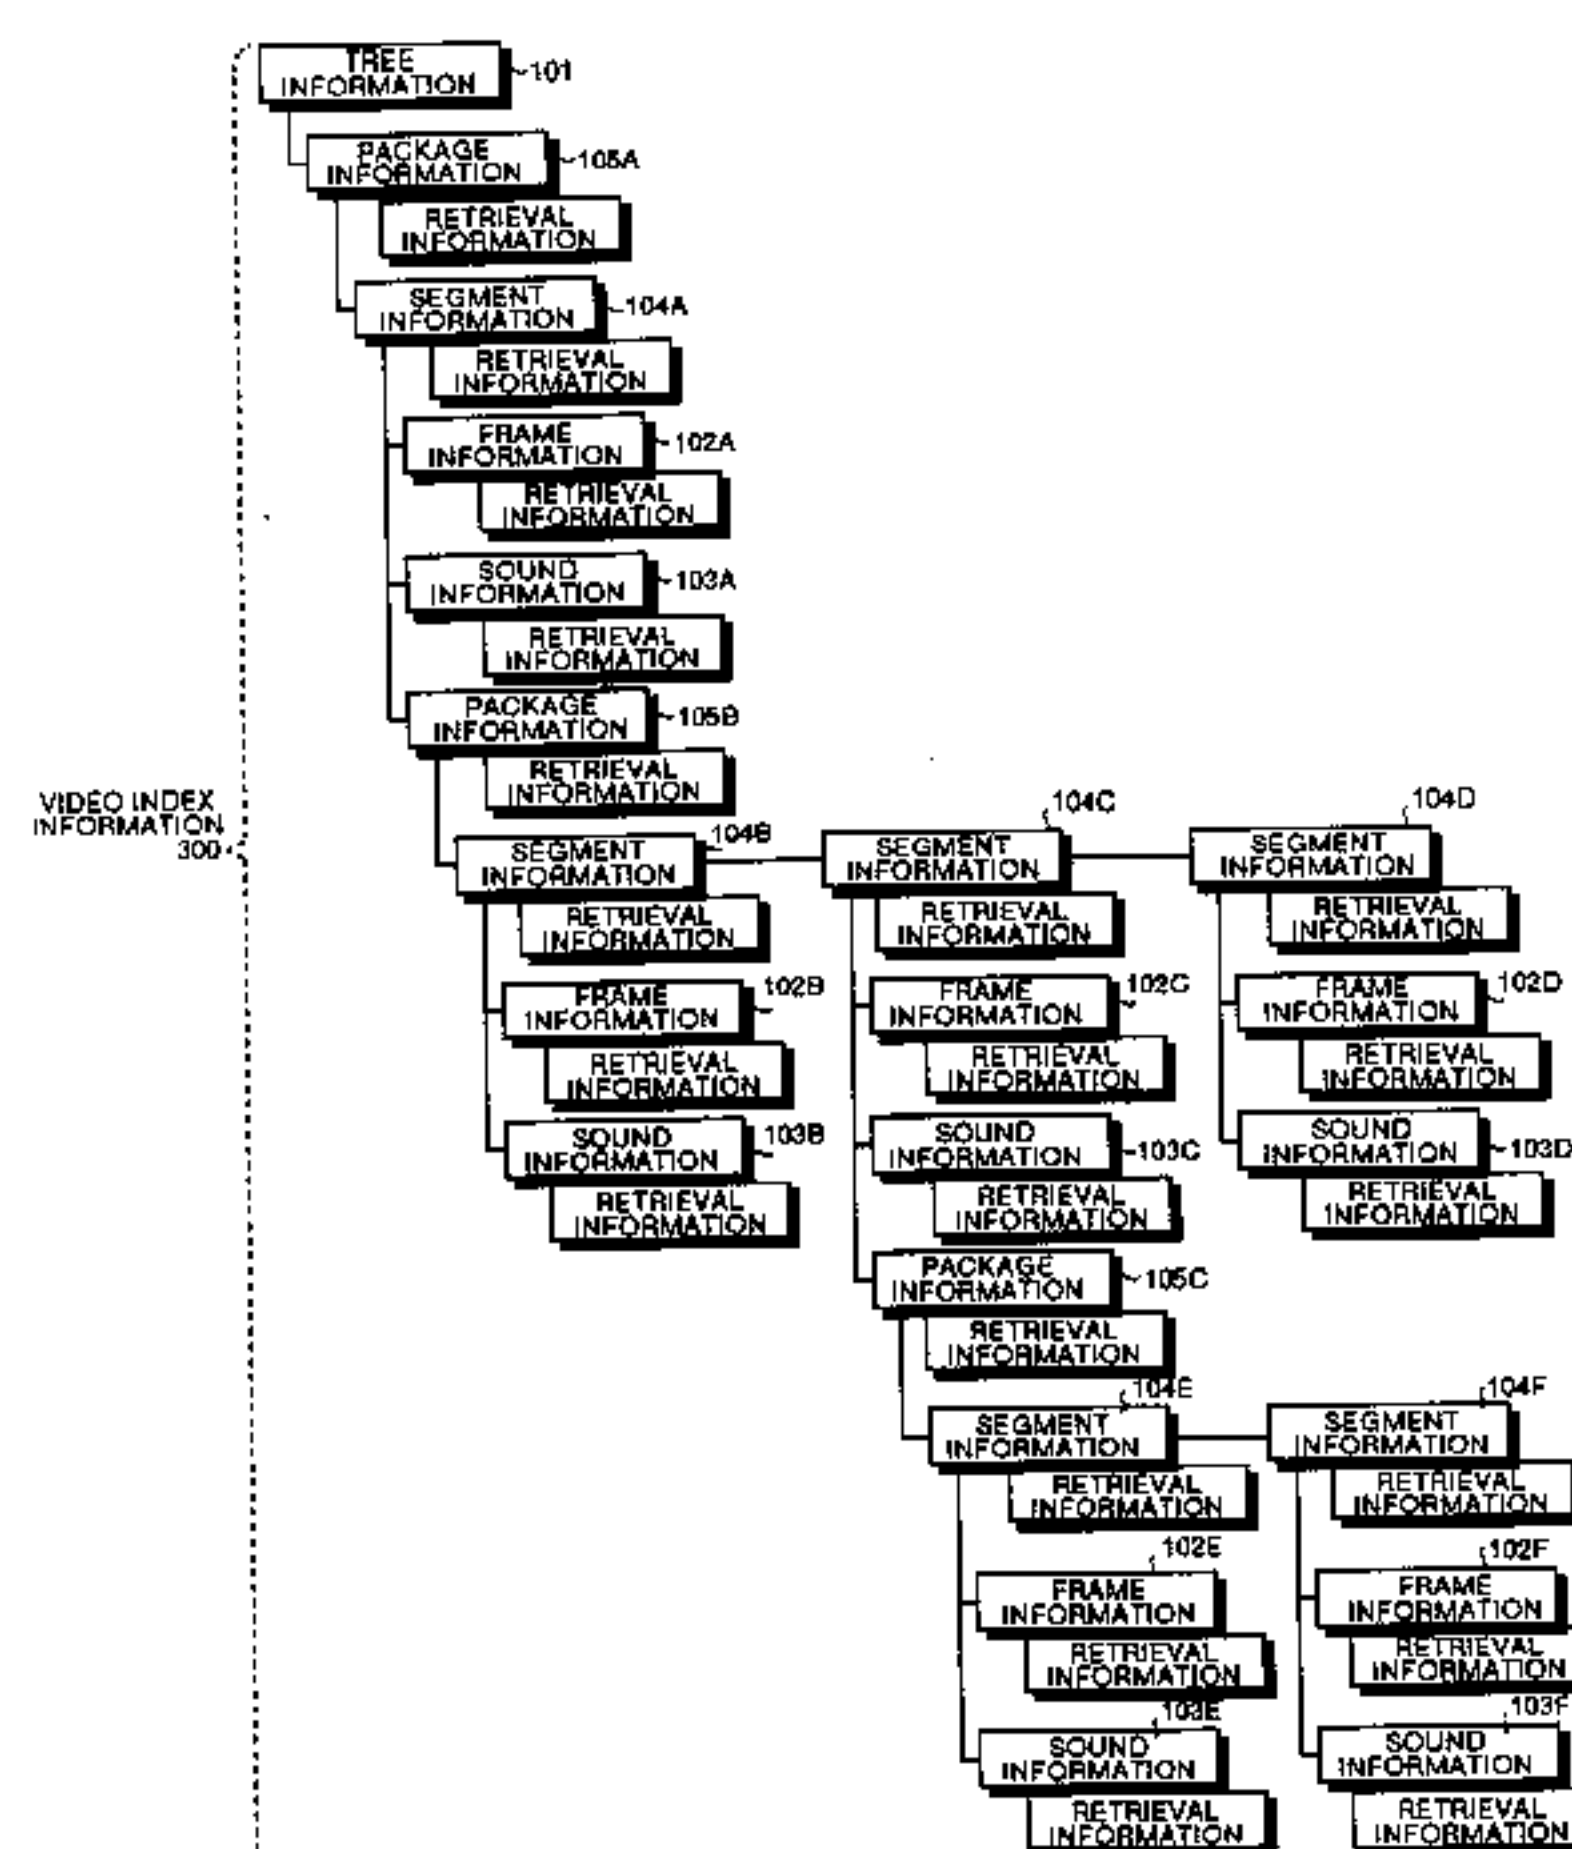 TREE
INFORMATION
101
PACKAGE
INFORMATION
105A
RETRIEVAL
INFORMATION
SEGMENT
INFORMATION
104A
RETRIEVAL
INFORMATION
FRAME
INFORMATION
102A
RETRIEVAL
INFORMATION
SOUND
INFORMATION
103A
RETRIEVAL
INFORMATION
PACKAGE
INFORMATION
105B
RETRIEVAL
INFORMATION
VIDEO INDEX
INFORMATION
300
SEGMENT
INFORMATION
104B
RETRIEVAL
INFORMATION
FRAME
INFORMATION
102B
RETRIEVAL
INFORMATION
SOUND
INFORMATION
103B
RETRIEVAL
INFORMATION
104C
SEGMENT
INFORMATION
RETRIEVAL
INFORMATION
FRAME
INFORMATION
102C
RETRIEVAL
INFORMATION
SOUND
INFORMATION
103C
RETRIEVAL
INFORMATION
PACKAGE
INFORMATION
105C
RETRIEVAL
INFORMATION
104D
SEGMENT
INFORMATION
RETRIEVAL
INFORMATION
FRAME
INFORMATION
102D
RETRIEVAL
INFORMATION
SOUND
INFORMATION
103D
RETRIEVAL
INFORMATION
104E
SEGMENT
INFORMATION
RETRIEVAL
INFORMATION
102E
FRAME
INFORMATION
RETRIEVAL
INFORMATION
103E
SOUND
INFORMATION
RETRIEVAL
INFORMATION
104F
SEGMENT
INFORMATION
RETRIEVAL
INFORMATION
102F
FRAME
INFORMATION
RETRIEVAL
INFORMATION
103F
SOUND
INFORMATION
RETRIEVAL
INFORMATION